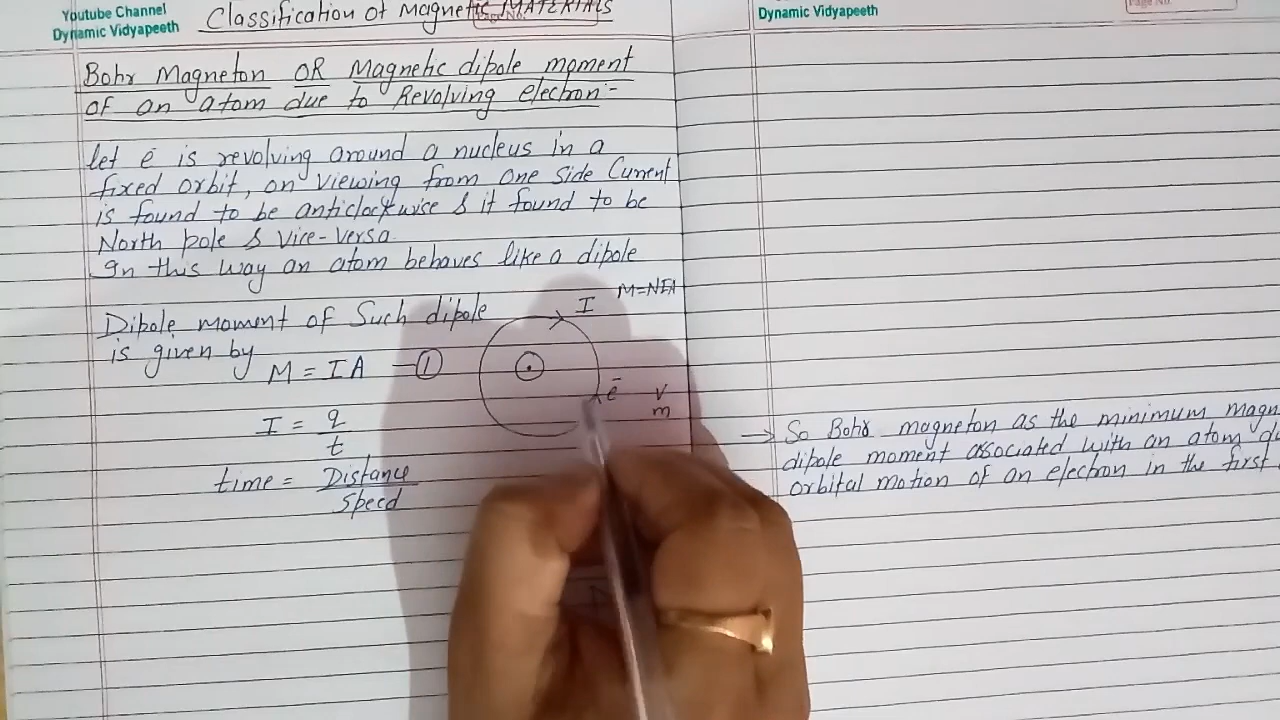 Youtube Channel
Dynamic Vidyapeeth
Classification of Magnetic MATERIALS
Page No.
Bohr Magneton OR Magnetic dipole moment
of an atom due to Revolving electron:-
let ē is revolving around a nucleus in a
fixed orbit, on viewing from one side Current
is found to be anticlockwise & it found to be
North pole & Vice-Versa
In this way an atom behaves like a dipole
Dipole moment of Such dipole
is given by
M = IA —①
I = q/t
time = Distance/Speed
I
M=NIA
ē
v
m
Dynamic Vidyapeeth
Page No.
→ So Bohr magneton as the minimum magn
dipole moment associated with an atom d
orbital motion of an electron in the first